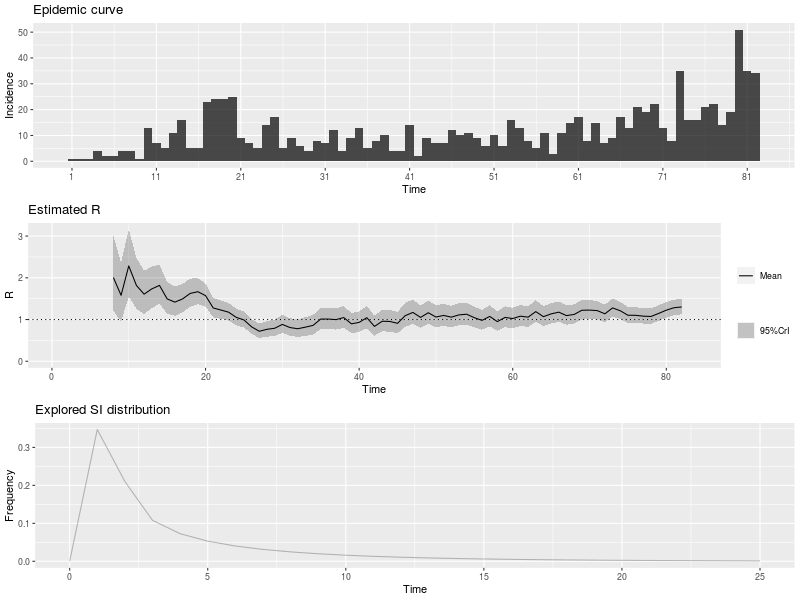 Epidemic curve
50
40
30
20
10
0
Incidence
1 11 21 31 41 51 61 71 81
Time
Estimated R
3
2
1
0
R
0 20 40 60 80
Time
Mean
95%CrI
Explored SI distribution
0.3
0.2
0.1
0.0
Frequency
0 5 10 15 20 25
Time